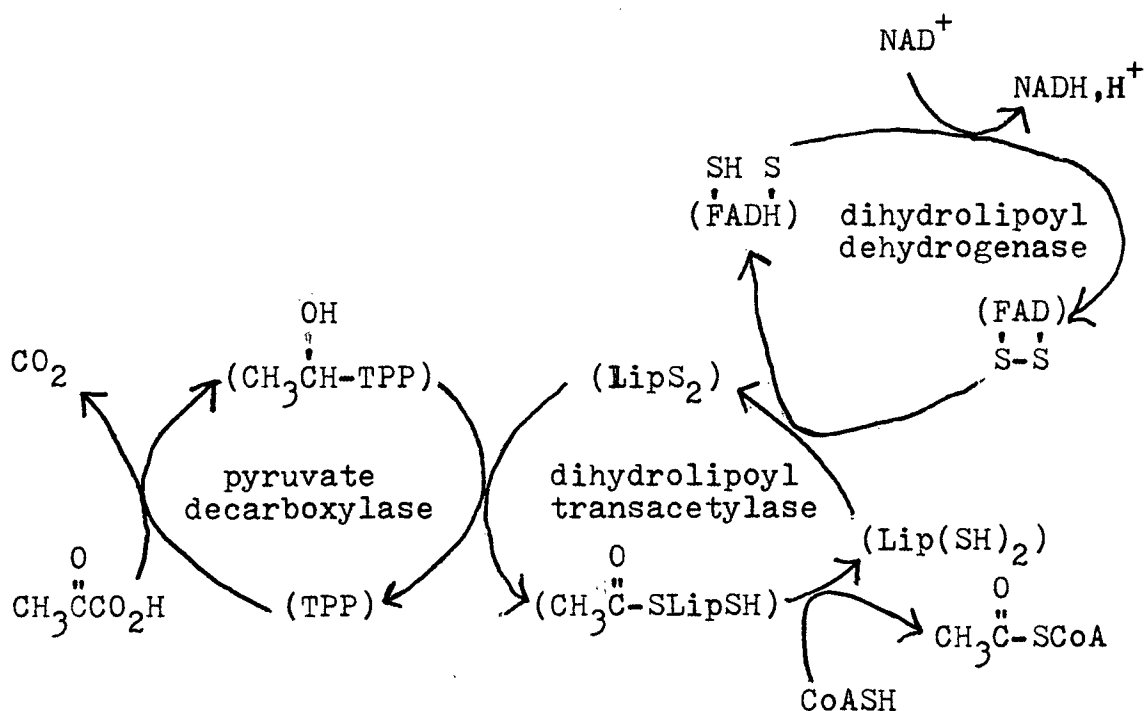 NAD+
NADH,H+
SH S
(FADH)
dihydrolipoyl
dehydrogenase
(FAD)
S-S
OH
CO2
(CH3CH-TPP)
(LipS2)
pyruvate
decarboxylase
dihydrolipoyl
transacetylase
(Lip(SH)2)
O
CH3CCO2H
(TPP)
O
(CH3C-SLipSH)
O
CH3C-SCoA
CoASH